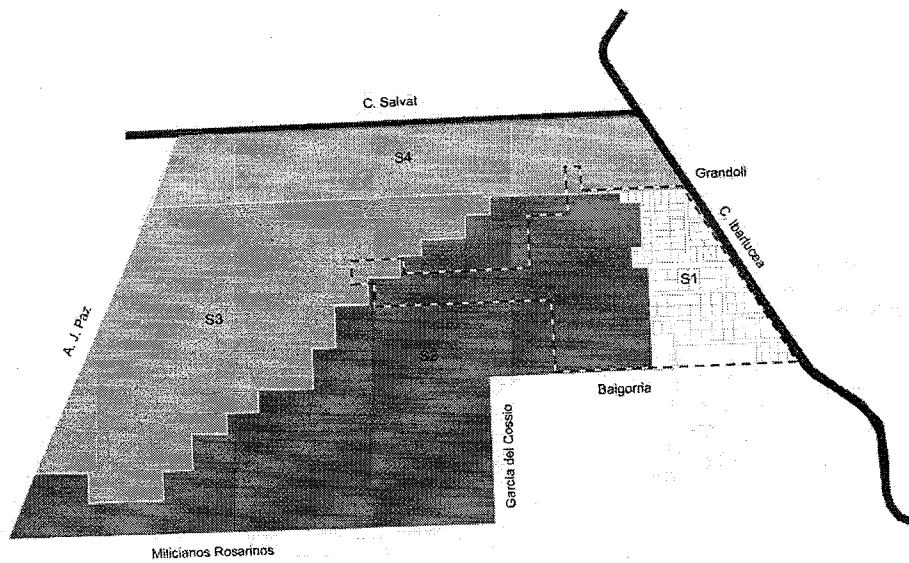 C. Salvat
S4
Grandoli
C. Ibarlucea
S1
A. J. Paz
S3
S2
Baigorria
Garcia del Cossio
Milicianos Rosarinos